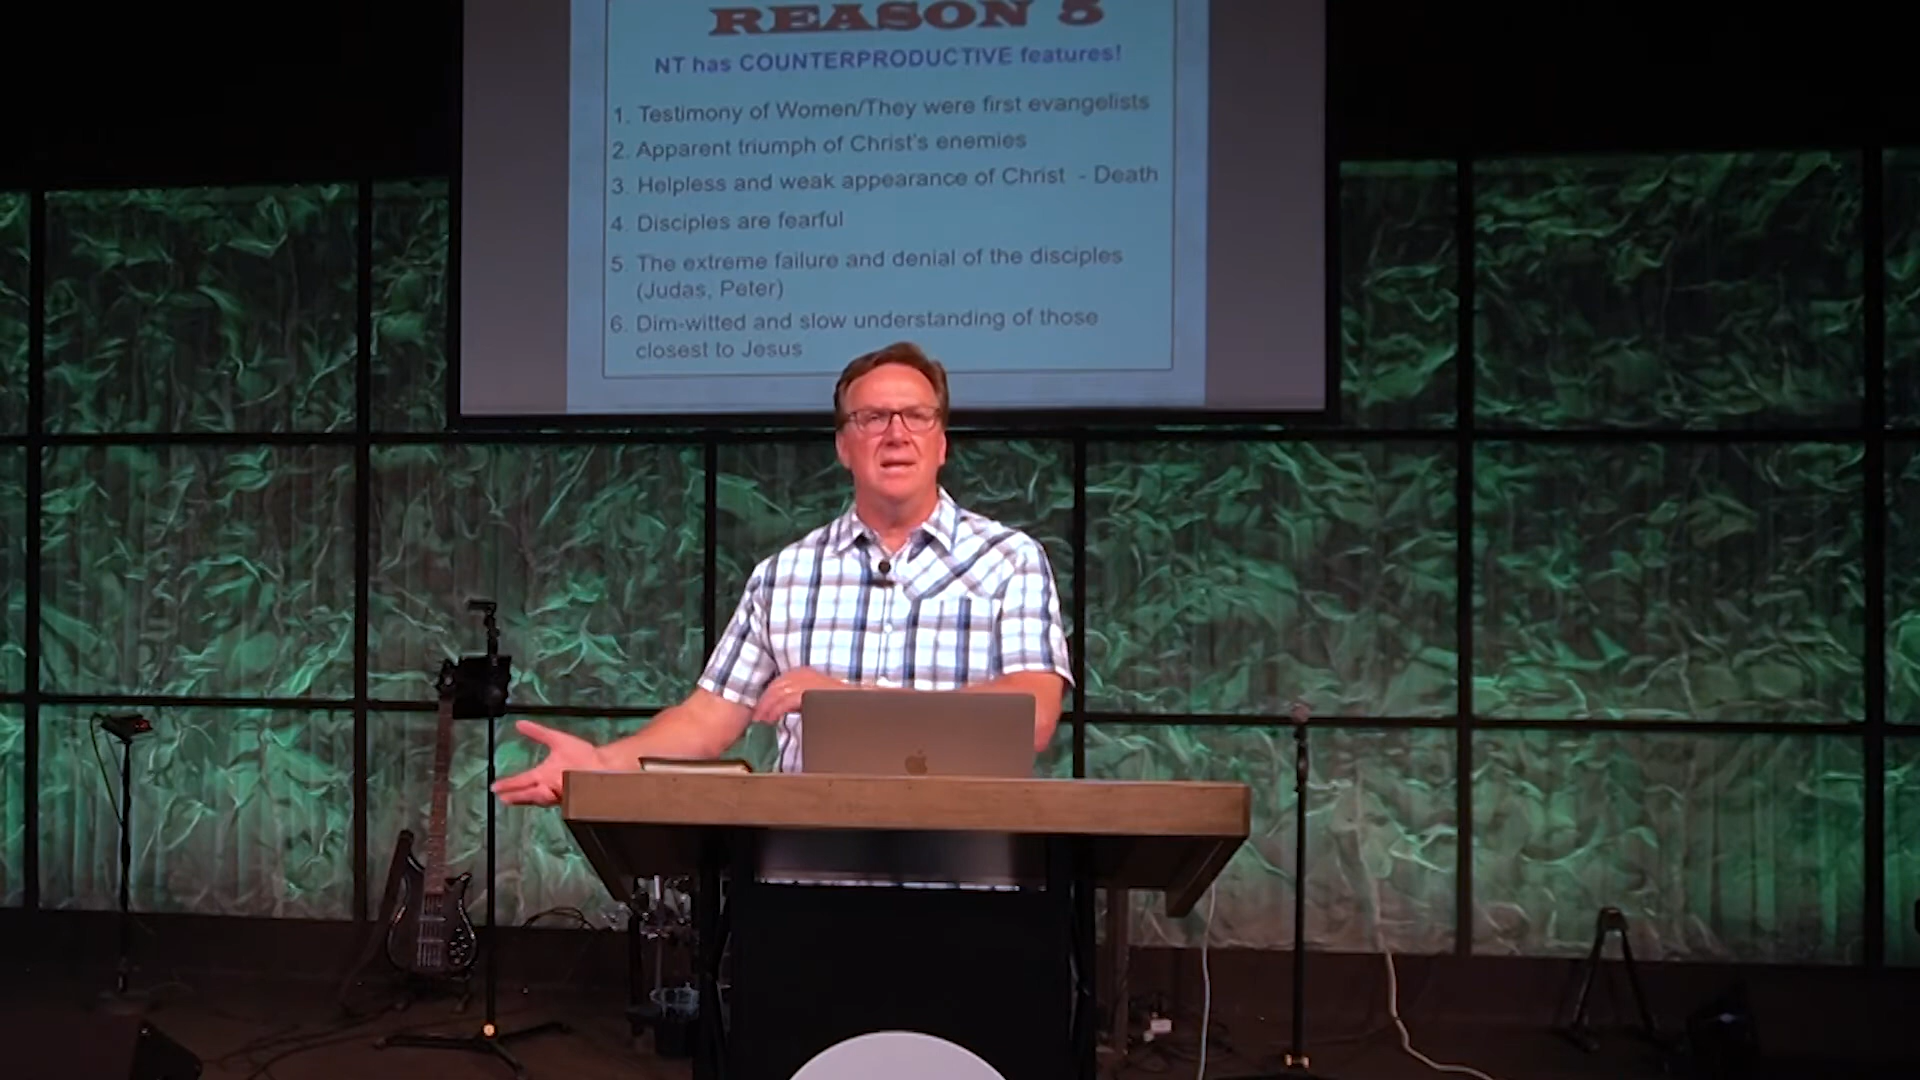 REASON 5
NT has COUNTERPRODUCTIVE features!
1. Testimony of Women/They were first evangelists
2. Apparent triumph of Christ's enemies
3. Helpless and weak appearance of Christ - Death
4. Disciples are fearful
5. The extreme failure and denial of the disciples
(Judas, Peter)
6. Dim-witted and slow understanding of those
closest to Jesus